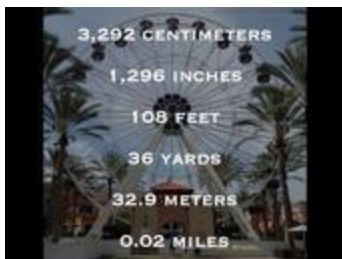 3,292 CENTIMETERS
1,296 INCHES
108 FEET
36 YARDS
32.9 METERS
0.02 MILES